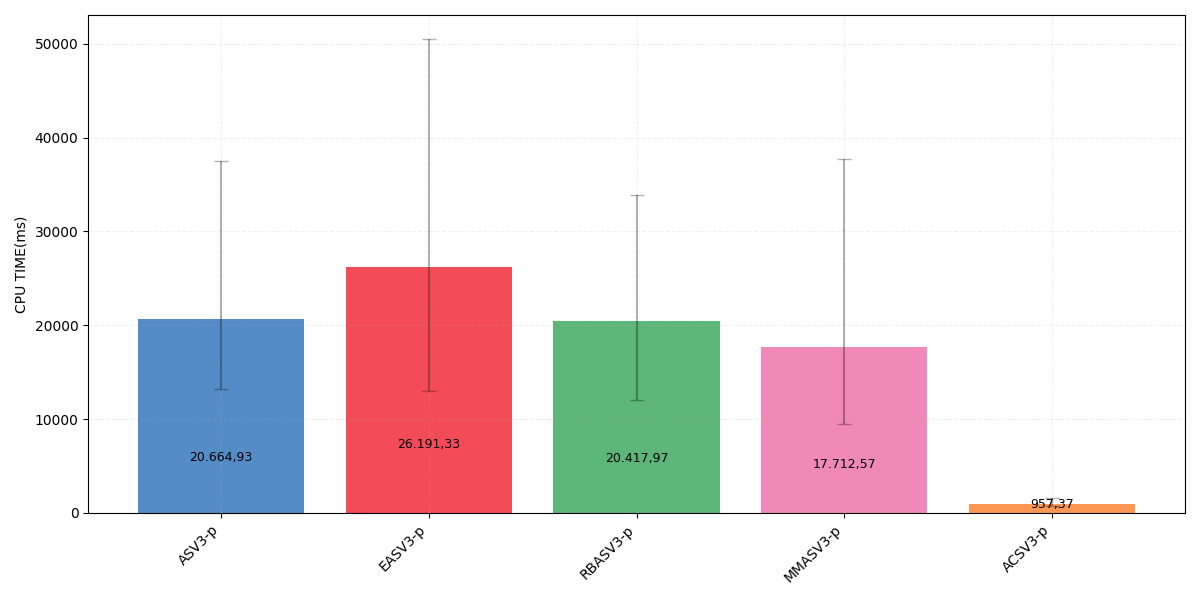 CPU TIME(ms)
50000
40000
30000
20000
10000
0
20.664,93
26.191,33
20.417,97
17.712,57
957,37
ASV3-p
EASV3-p
RBASV3-p
MMASV3-p
ACSV3-p